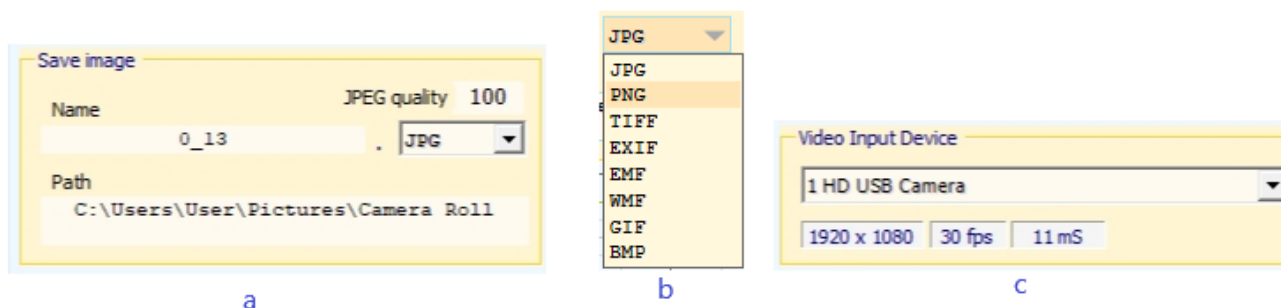 Save image
Name
JPEG quality 100
0_13 . JPG
Path
C:\Users\User\Pictures\Camera Roll
a
JPG
JPG
PNG
TIFF
EXIF
EMF
WMF
GIF
BMP
b
Video Input Device
1 HD USB Camera
1920 x 1080 30 fps 11 mS
c